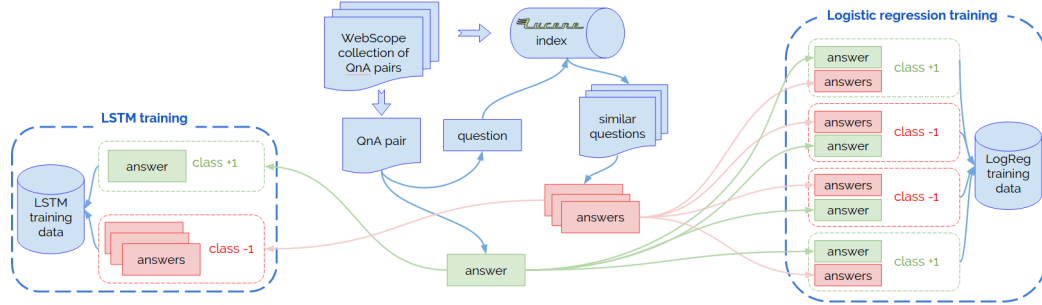 WebScope
collection of
QnA pairs
Lucene
index
Logistic regression training
LSTM training
QnA pair
question
similar
questions
answer
class +1
LSTM
training
data
answers
class -1
answers
answer
answer
answers
class +1
answers
answer
class -1
answers
answer
class -1
answer
answers
class +1
LogReg
training
data